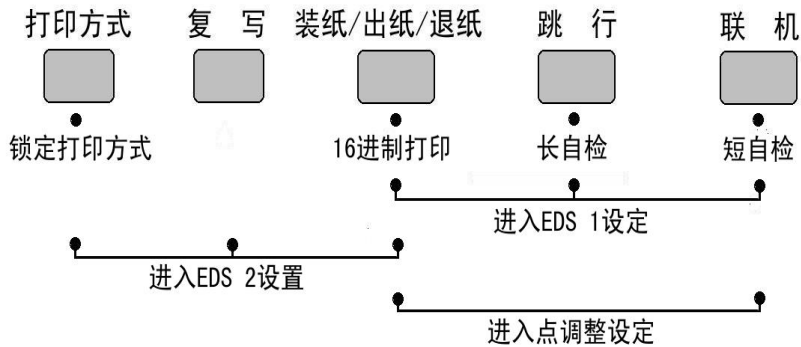 打印方式 复 写 装纸/出纸/退纸 跳 行 联 机
锁定打印方式 16进制打印 长自检 短自检
进入EDS 1设定
进入EDS 2设置
进入点调整设定